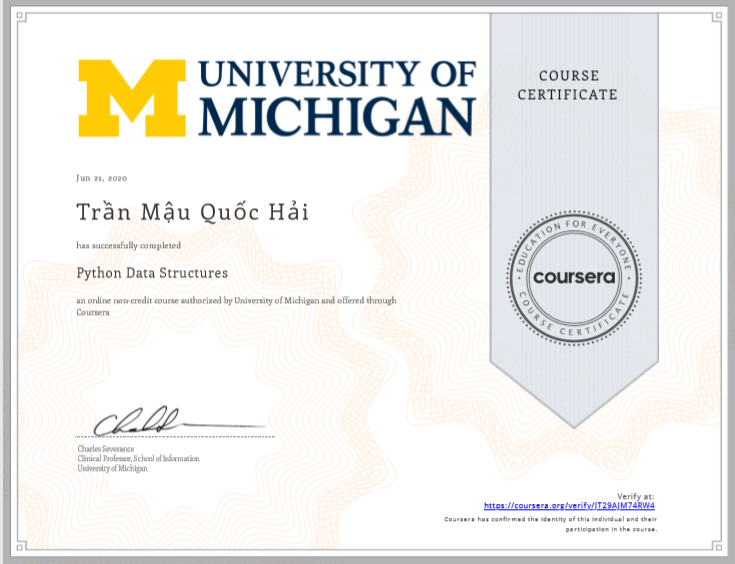 UNIVERSITY OF
MICHIGAN
COURSE
CERTIFICATE
Jun 21, 2020
Trần Mậu Quốc Hải
has successfully completed
Python Data Structures
an online non-credit course authorized by University of Michigan and offered through
Coursera
EDUCATION FOR EVERYONE
coursera
COURSE CERTIFICATE
Charles Severance
Clinical Professor, School of Information
University of Michigan
Verify at:
https://coursera.org/verify/JT29AJM74RW4
Coursera has confirmed the identity of this individual and their
participation in the course.